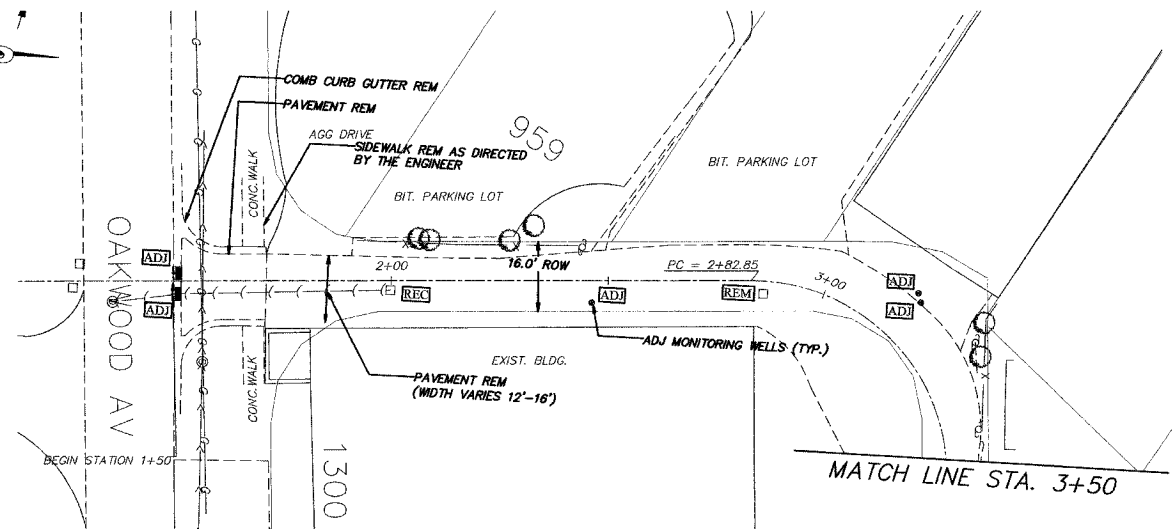 COMB CURB GUTTER REM
PAVEMENT REM
AGG DRIVE
SIDEWALK REM AS DIRECTED
BY THE ENGINEER
959
BIT. PARKING LOT
BIT. PARKING LOT
CONC.WALK
OAKWOOD AV
ADJ
ADJ
2+00
16.0' ROW
PC = 2+82.85
3+00
REC
ADJ
REM
ADJ
ADJ
ADJ MONITORING WELLS (TYP.)
EXIST. BLDG.
PAVEMENT REM
(WIDTH VARIES 12'-16')
CONC.WALK
1300
BEGIN STATION 1+50
MATCH LINE STA. 3+50